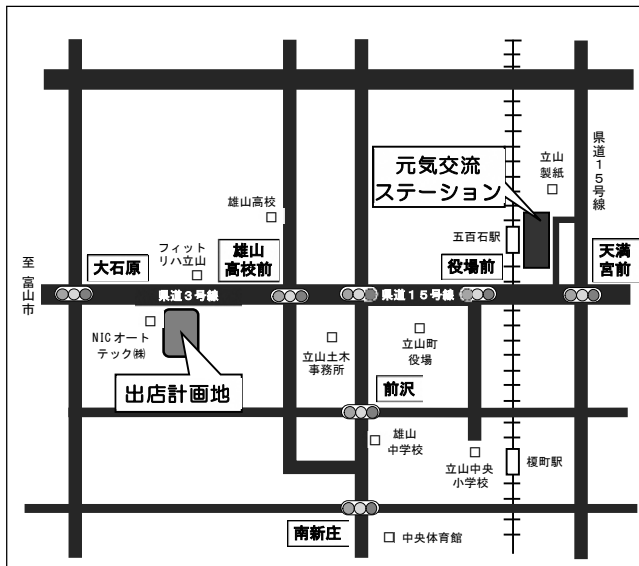 元気交流
ステーション
立山
製紙
県道15号線
雄山高校
五百石駅
フィット
リハ立山
雄山
高校前
大石原
役場前
天満
宮前
至 富山市
県道3号線
県道15号線
NICオート
テック㈱
立山土木
事務所
立山町
役場
出店計画地
前沢
雄山
中学校
立山中央
小学校
榎町駅
南新庄
中央体育館